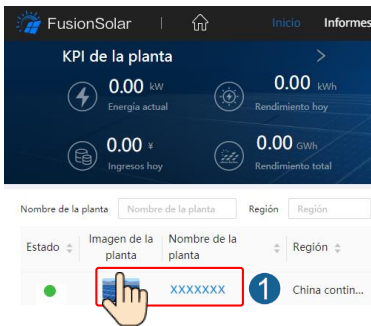 FusionSolar Inicio Informes
KPI de la planta >
0.00 kW 0.00 kWh
Energía actual Rendimiento hoy
0.00 ¥ 0.00 GWh
Ingresos hoy Rendimiento total
Nombre de la planta Nombre de la planta Región Región
Estado Imagen de la planta Nombre de la planta Región
XXXXXXX 1 China contin...